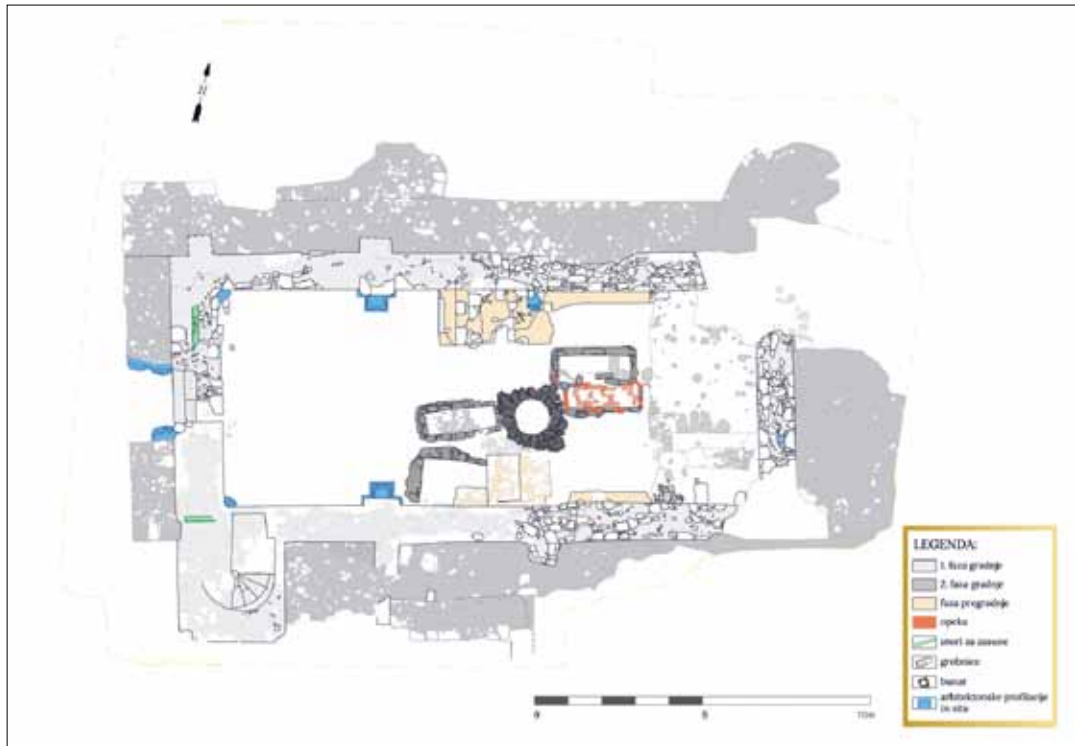 N
LEGENDA:
1. faza gradnje
2. faza gradnje
faza pregradnje
opeka
utori za zasune
grobnice
bunar
arhitektonske profilacije
in situ
0
5
10m